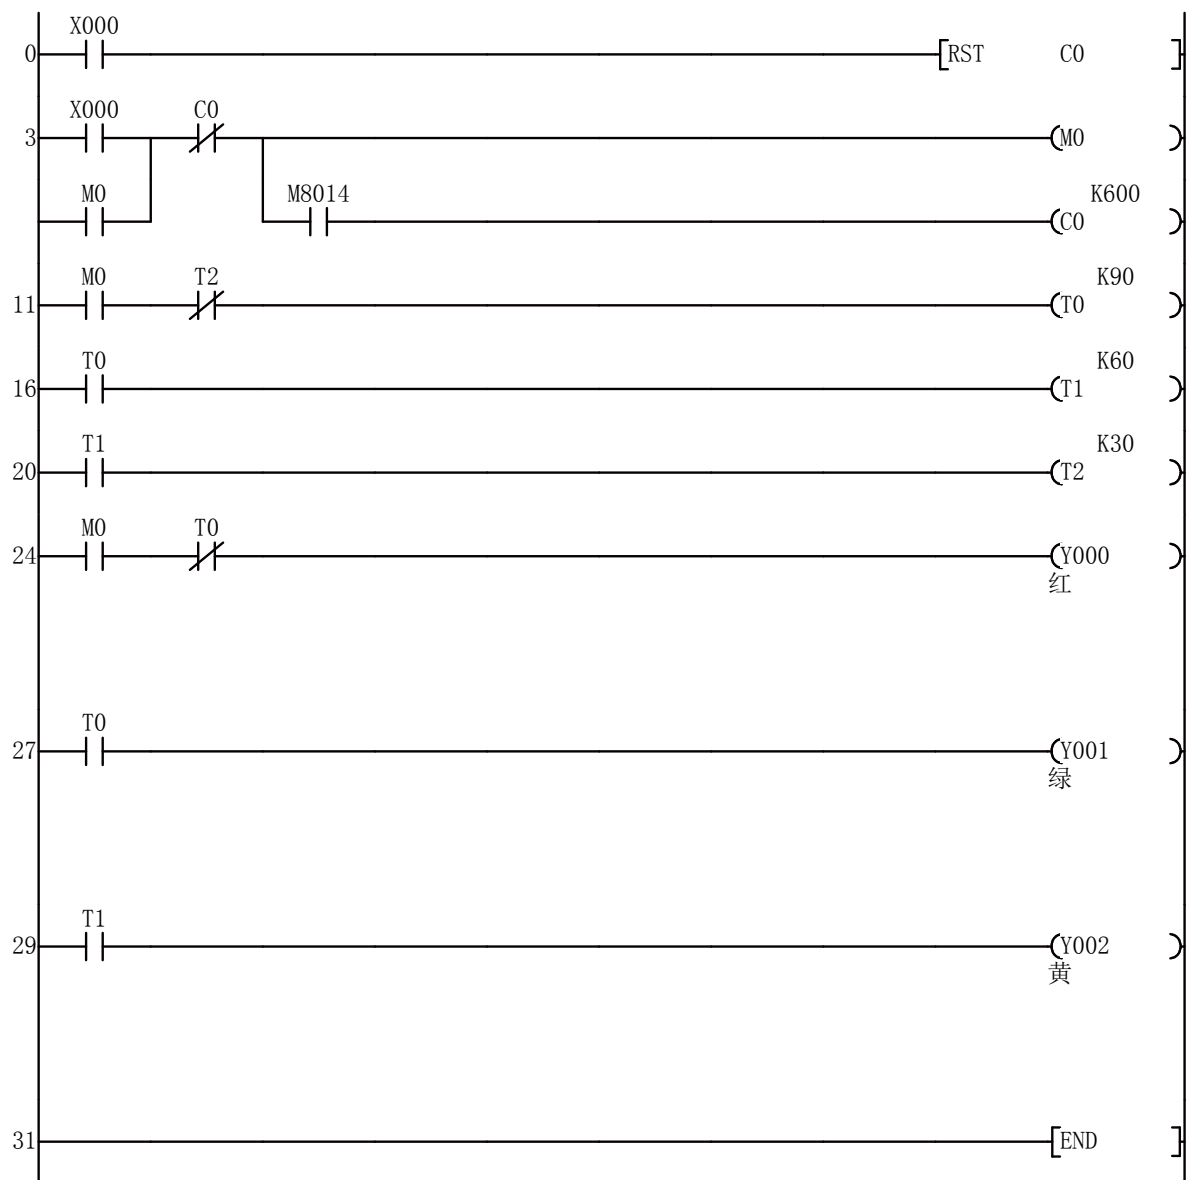 X000
0 RST C0
X000 C0
3 M0
M0 M8014 K600
C0
M0 T2 K90
11 T0
T0 K60
16 T1
T1 K30
20 T2
M0 T0
24 Y000
红
T0
27 Y001
绿
T1
29 Y002
黄
31 END